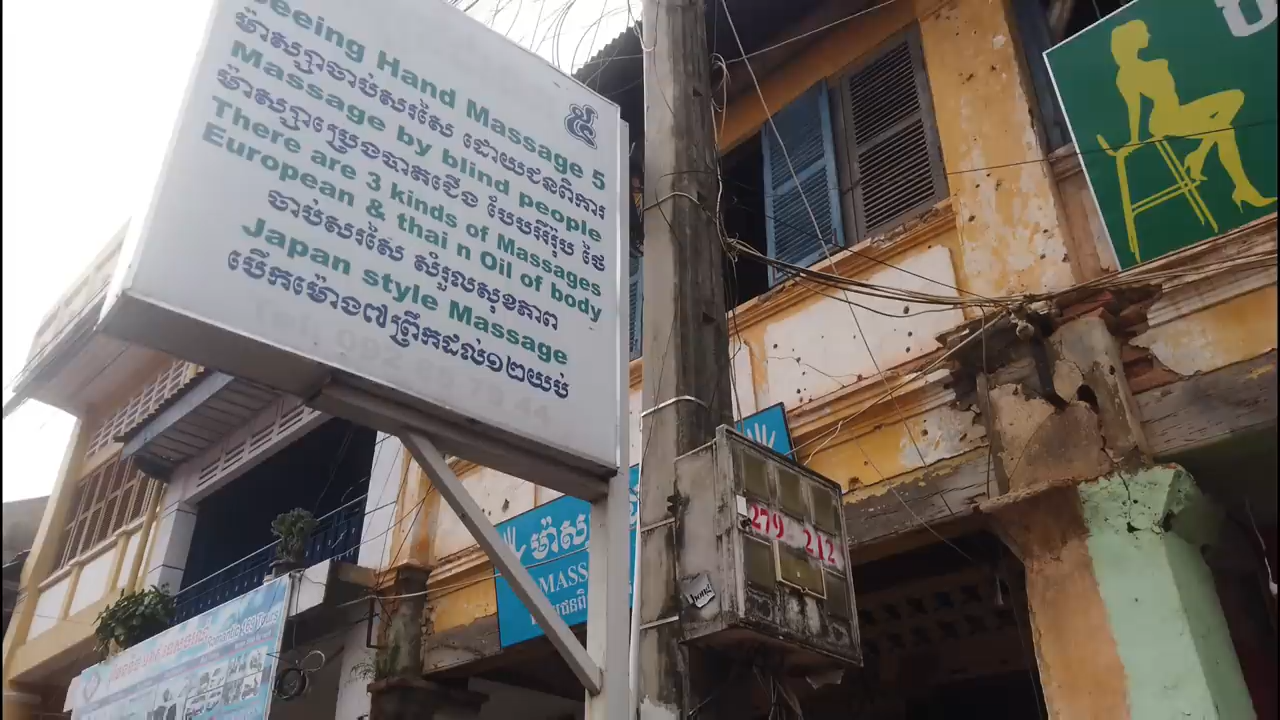 Seeing Hand Massage 5
៥
ម៉ាស្សាចាប់សរសៃ ដោយជនពិការ
Massage by blind people
ម៉ាស្សាប្រេងបាតជើង បែបអឺរ៉ុប ថៃ
There are 3 kinds of Massages
European & thai n Oil of body
ចាប់សរសៃ សំរួលសុខភាព
Japan style Massage
បើកម៉ោង៧ព្រឹកដល់១២យប់
ម៉ាស
MASS
279 212